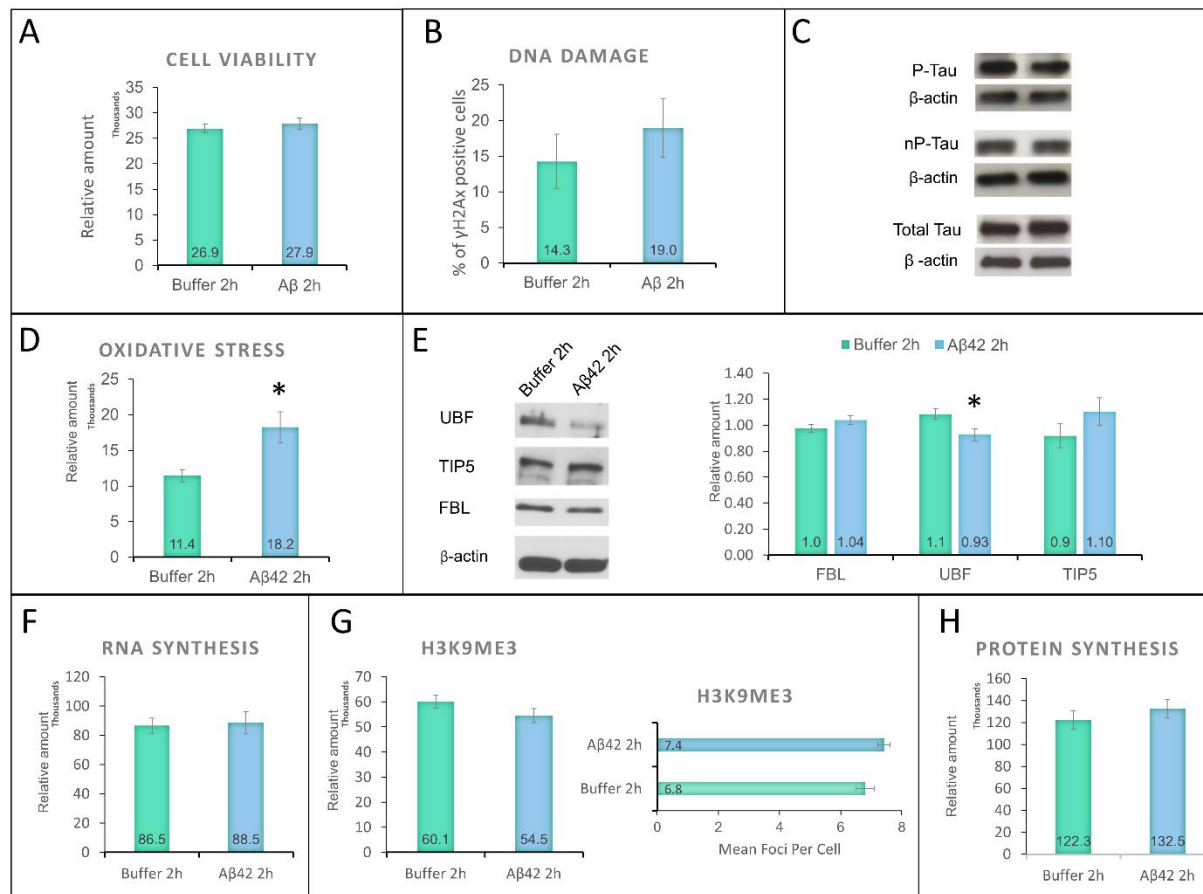 A
CELL VIABILITY
Relative amount
Thousands
35
30
25
20
15
10
5
0
26.9
27.9
Buffer 2h
Aβ 2h
B
DNA DAMAGE
% of γH2Ax positive cells
25
20
15
10
5
0
14.3
19.0
Buffer 2h
Aβ 2h
C
P-Tau
β-actin
nP-Tau
β-actin
Total Tau
β -actin
D
OXIDATIVE STRESS
Relative amount
Thousands
25
20
15
10
5
0
*
11.4
18.2
Buffer 2h
Aβ42 2h
E
Buffer 2h
Aβ42 2h
UBF
TIP5
FBL
β-actin
Buffer 2h
Aβ42 2h
Relative amount
1.40
1.20
1.00
0.80
0.60
0.40
0.20
0.00
*
1.0
1.04
1.1
0.93
0.9
1.10
FBL
UBF
TIP5
F
RNA SYNTHESIS
Relative amount
Thousands
120
100
80
60
40
20
0
86.5
88.5
Buffer 2h
Aβ42 2h
G
H3K9ME3
Relative amount
Thousands
70
60
50
40
30
20
10
0
60.1
54.5
Buffer 2h
Aβ42 2h
H3K9ME3
Aβ42 2h
7.4
Buffer 2h
6.8
0
2
4
6
8
Mean Foci Per Cell
H
PROTEIN SYNTHESIS
Relative amount
Thousands
160
140
120
100
80
60
40
20
0
122.3
132.5
Buffer 2h
Aβ42 2h